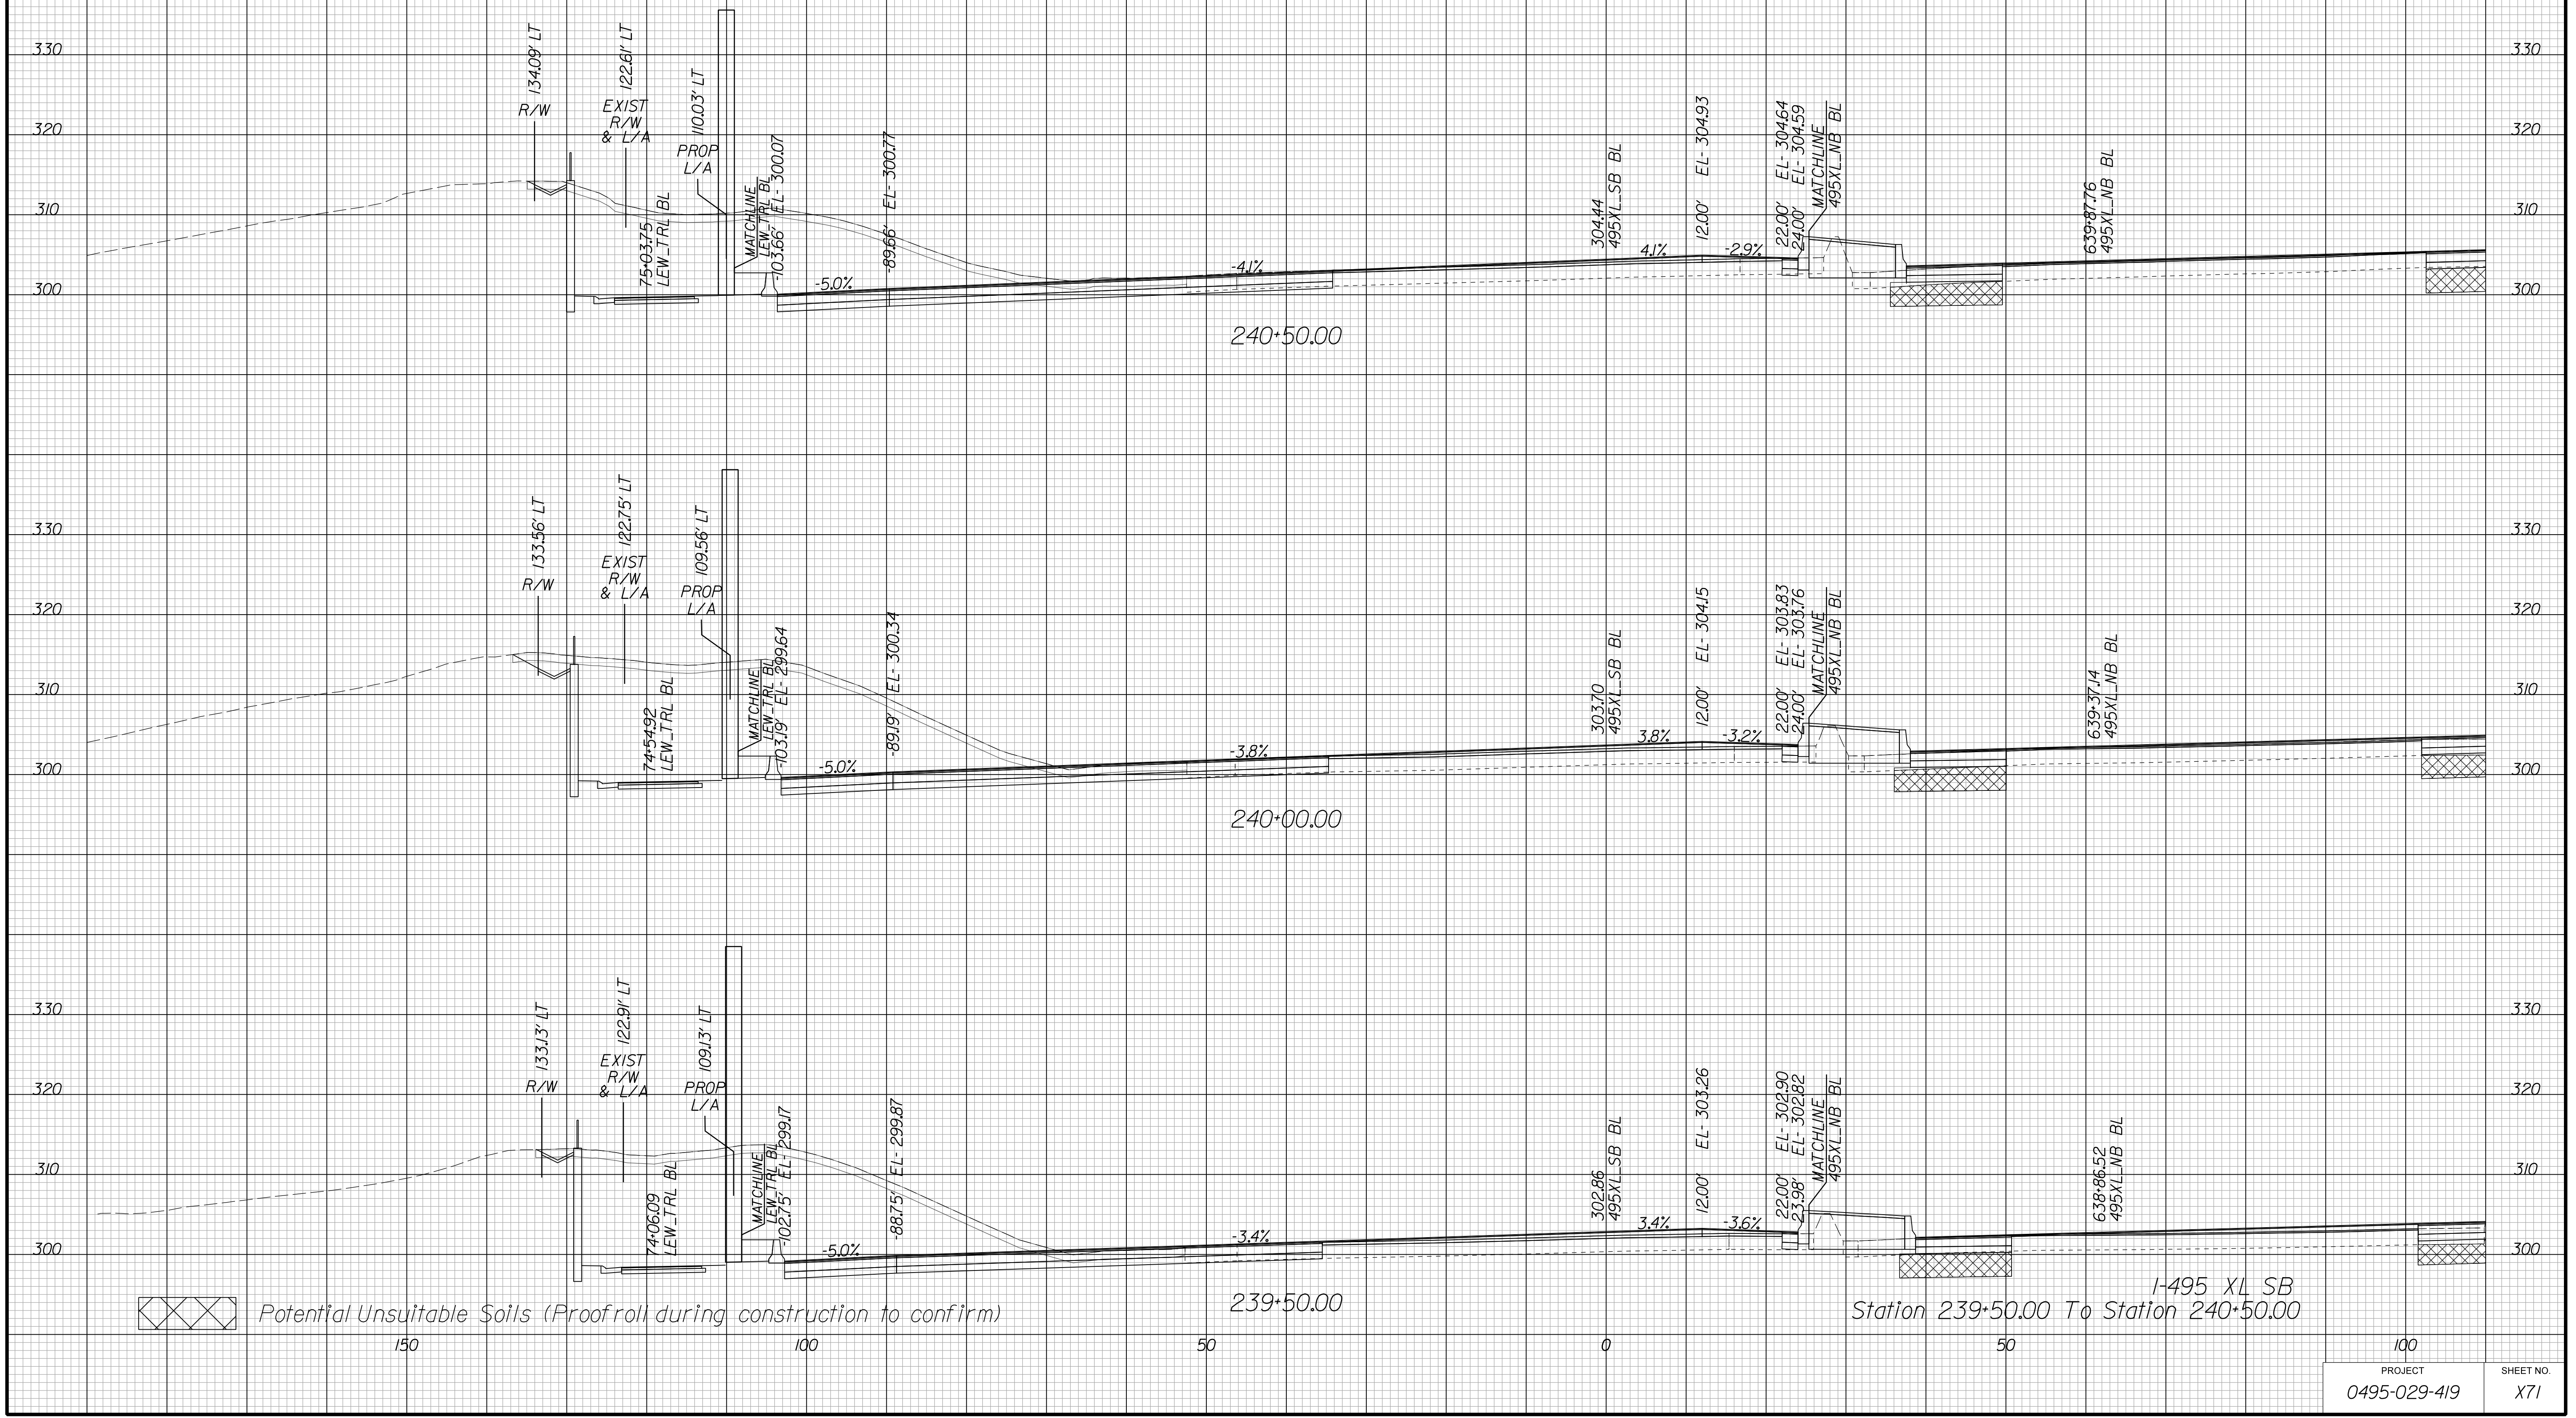 330
134.09' LT
122.61' LT
110.03' LT
330
R/W
EXIST
R/W
& L/A
PROP
L/A
320
320
310
75+03.75
LEW_TRL BL
MATCHLINE
LEW_TRL BL
-103.66' EL- 300.07
-89.66' EL- 300.77
304.44
495XL_SB BL
12.00' EL- 304.93
22.00' EL- 304.64
24.00' EL- 304.59
MATCHLINE
495XL_NB BL
639+87.76
495XL_NB BL
310
-5.0%
-4.1%
4.1%
-2.9%
300
300
240+50.00
330
133.56' LT
122.75' LT
109.56' LT
330
R/W
EXIST
R/W
& L/A
PROP
L/A
320
320
310
74+54.92
LEW_TRL BL
MATCHLINE
LEW_TRL BL
-103.19' EL- 299.64
-89.19' EL- 300.34
303.70
495XL_SB BL
12.00' EL- 304.15
22.00' EL- 303.83
24.00' EL- 303.76
MATCHLINE
495XL_NB BL
639+37.14
495XL_NB BL
310
-5.0%
-3.8%
3.8%
-3.2%
300
300
240+00.00
330
133.13' LT
122.91' LT
109.13' LT
330
R/W
EXIST
R/W
& L/A
PROP
L/A
320
320
310
74+06.09
LEW_TRL BL
MATCHLINE
LEW_TRL BL
-102.75' EL- 299.17
-88.75' EL- 299.87
302.86
495XL_SB BL
12.00' EL- 303.26
22.00' EL- 302.90
23.98' EL- 302.82
MATCHLINE
495XL_NB BL
638+86.52
495XL_NB BL
310
-5.0%
-3.4%
3.4%
-3.6%
300
300
239+50.00
Potential Unsuitable Soils (Proofroll during construction to confirm)
I-495 XL SB
Station 239+50.00 To Station 240+50.00
150
100
50
0
50
100
PROJECT
0495-029-419
SHEET NO.
X71